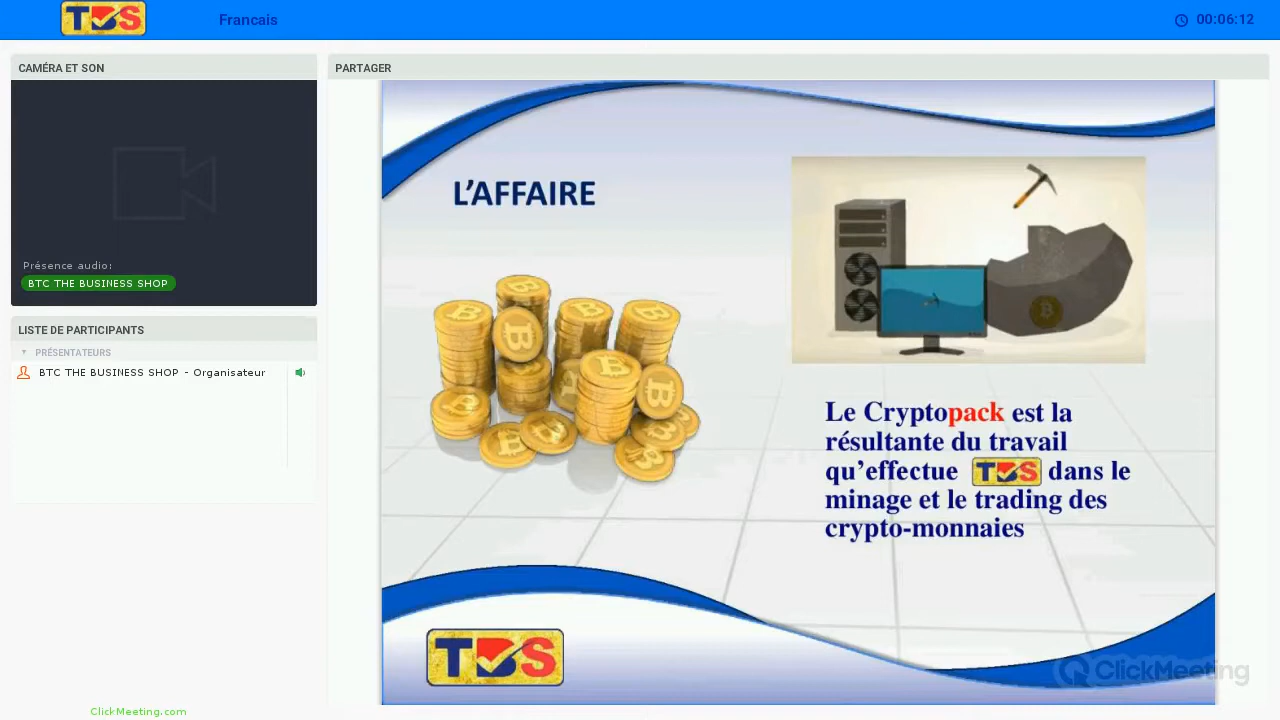 TBS
Francais
00:06:12
CAMÉRA ET SON
PARTAGER
Présence audio:
BTC THE BUSINESS SHOP
LISTE DE PARTICIPANTS
PRÉSENTATEURS
BTC THE BUSINESS SHOP - Organisateur
L'AFFAIRE
Le Cryptopack est la
résultante du travail
qu'effectue TBS dans le
minage et le trading des
crypto-monnaies
TBS
ClickMeeting
ClickMeeting.com